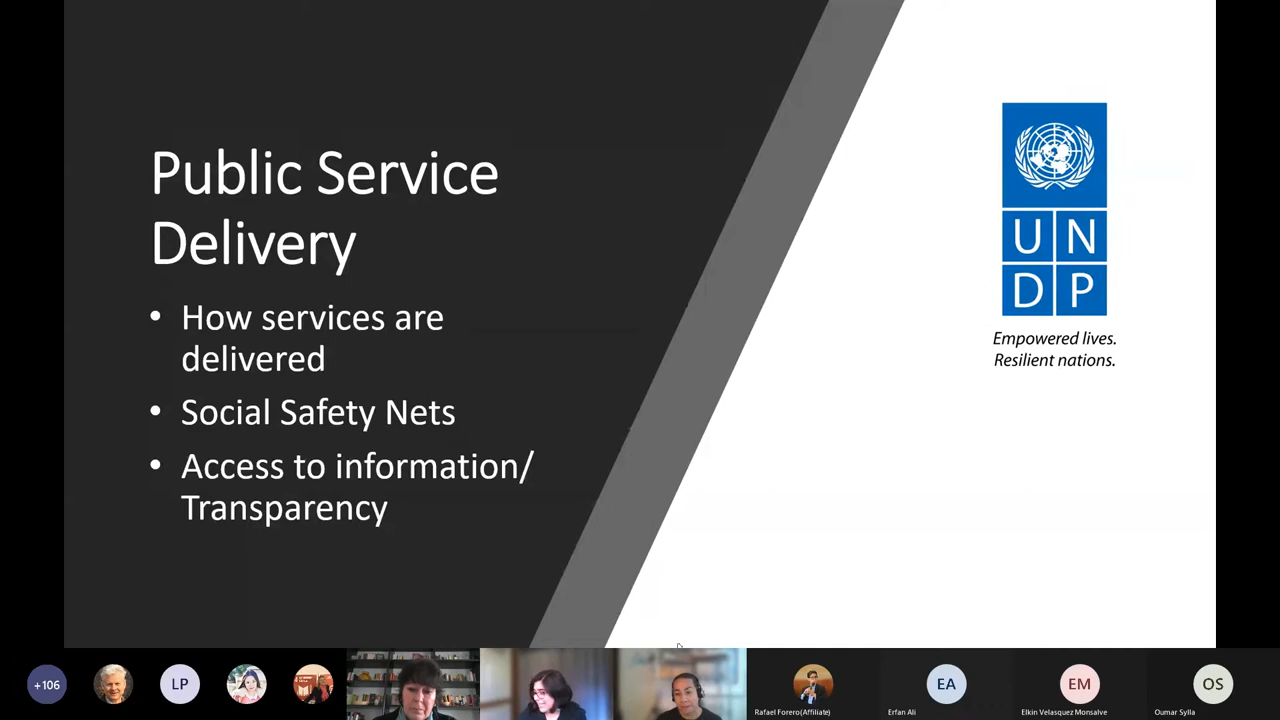 Public Service
Delivery
• How services are
delivered
• Social Safety Nets
• Access to information/
Transparency
U N
D P
Empowered lives.
Resilient nations.
+106
LP
EA
EM
OS
Rafael Forero(Affiliate)
Erfan Ali
Elkin Velasquez Monsalve
Oumar Sylla